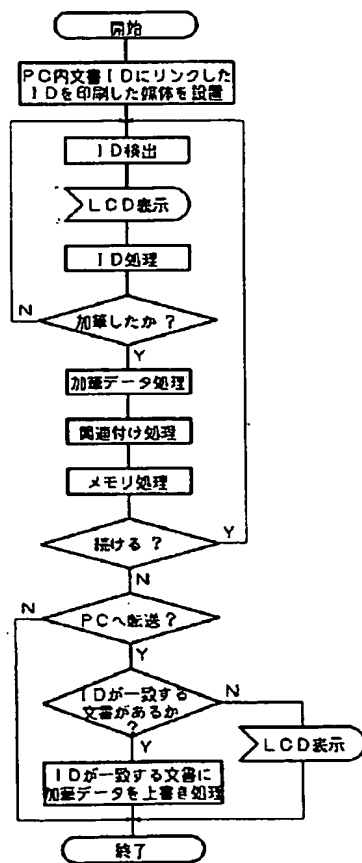 開始
PC内文書IDにリンクした
IDを印刷した媒体を設置
ID検出
LCD表示
ID処理
N
加筆したか?
Y
加筆データ処理
関連付け処理
メモリ処理
続ける?
Y
N
N
PCへ転送?
Y
IDが一致する
文書があるか
?
N
Y
LCD表示
IDが一致する文書に
加筆データを上書き処理
終了